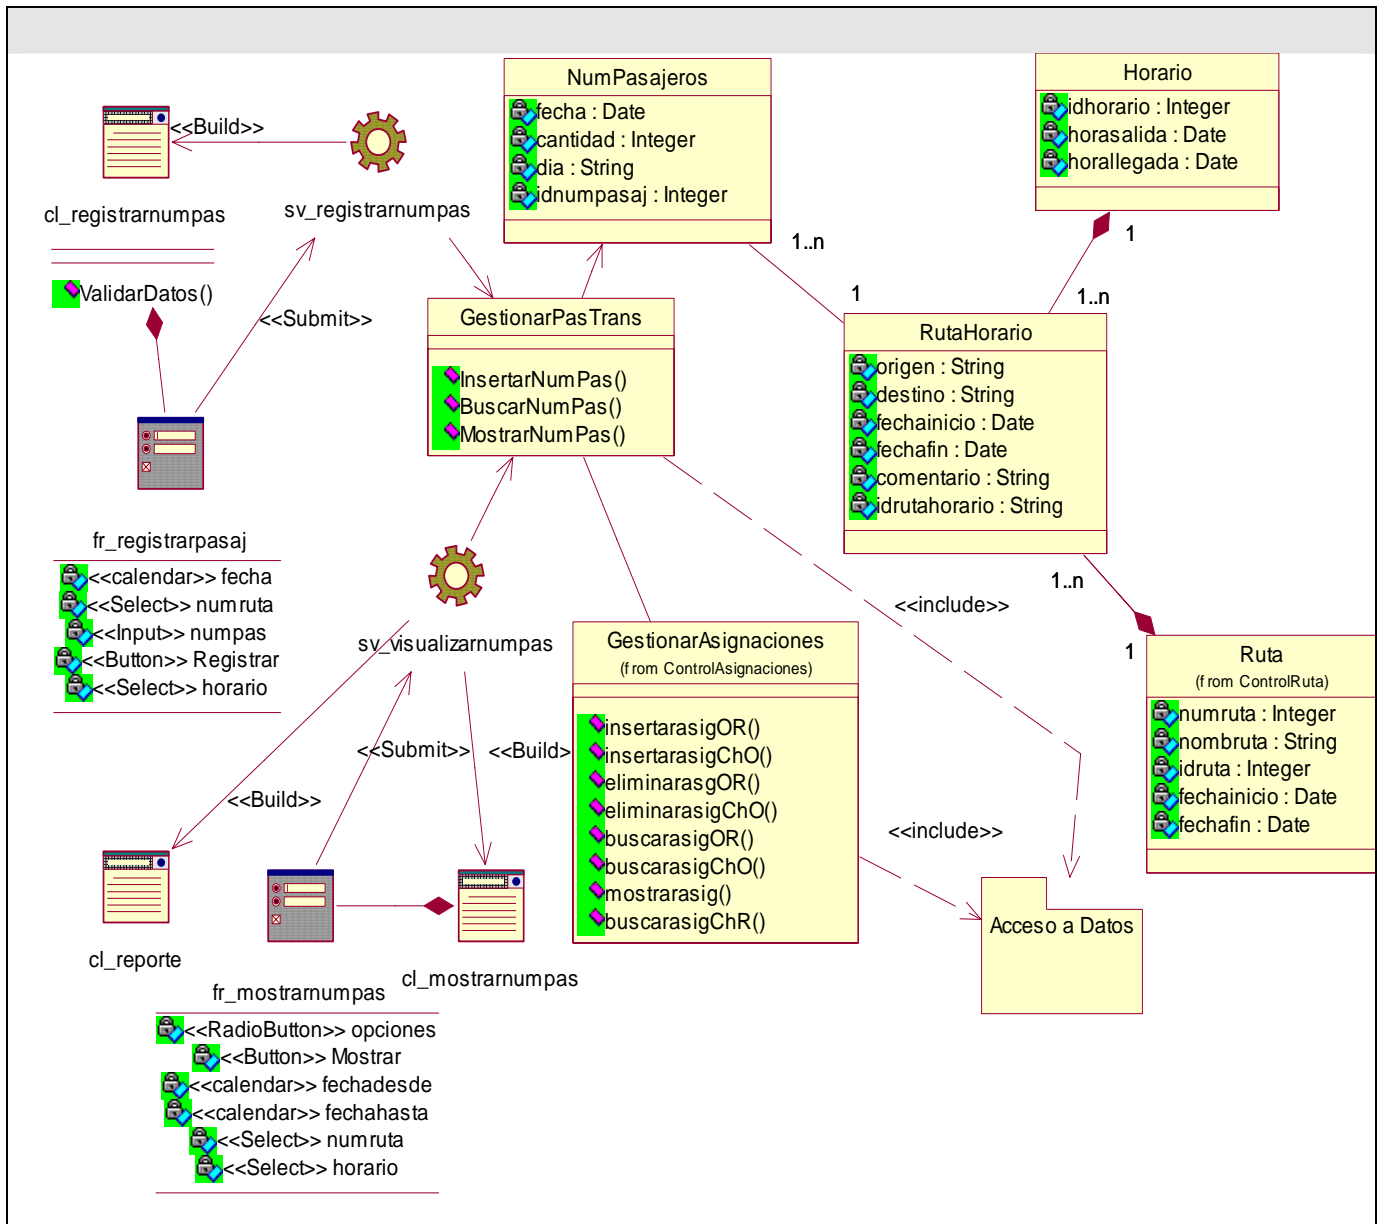 NumPasajeros
fecha : Date
cantidad : Integer
dia : String
idnumpasaj : Integer
Horario
idhorario : Integer
horasalida : Date
horallegada : Date
<<Build>>
cl_registrarnumpas
sv_registrarnumpas
ValidarDatos()
<<Submit>>
1..n
1
1
1..n
GestionarPasTrans
InsertarNumPas()
BuscarNumPas()
MostrarNumPas()
RutaHorario
origen : String
destino : String
fechainicio : Date
fechafin : Date
comentario : String
idrutahorario : String
fr_registrarpasaj
<<calendar>> fecha
<<Select>> numruta
<<Input>> numpas
<<Button>> Registrar
<<Select>> horario
sv_visualizarnumpas
<<include>>
1..n
1
GestionarAsignaciones
(from ControlAsignaciones)
insertarasigOR()
insertarasigChO()
eliminarasgOR()
eliminarasigChO()
buscarasigOR()
buscarasigChO()
mostrarasig()
buscarasigChR()
Ruta
(from ControlRuta)
numruta : Integer
nombruta : String
idruta : Integer
fechainicio : Date
fechafin : Date
<<Submit>>
<<Build>
<<Build>>
<<include>>
Acceso a Datos
cl_reporte
cl_mostrarnumpas
fr_mostrarnumpas
<<RadioButton>> opciones
<<Button>> Mostrar
<<calendar>> fechadesde
<<calendar>> fechahasta
<<Select>> numruta
<<Select>> horario